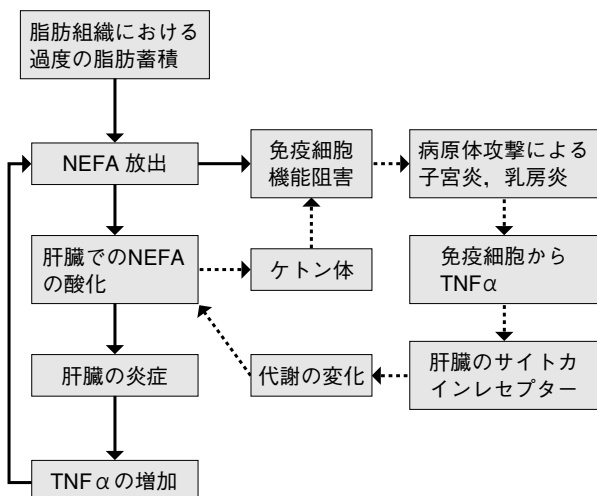 脂肪組織における
過度の脂肪蓄積
NEFA 放出
免疫細胞
機能阻害
病原体攻撃による
子宮炎，乳房炎
肝臓でのNEFA
の酸化
ケトン体
免疫細胞から
TNFα
肝臓の炎症
代謝の変化
肝臓のサイトカ
インレセプター
TNFαの増加